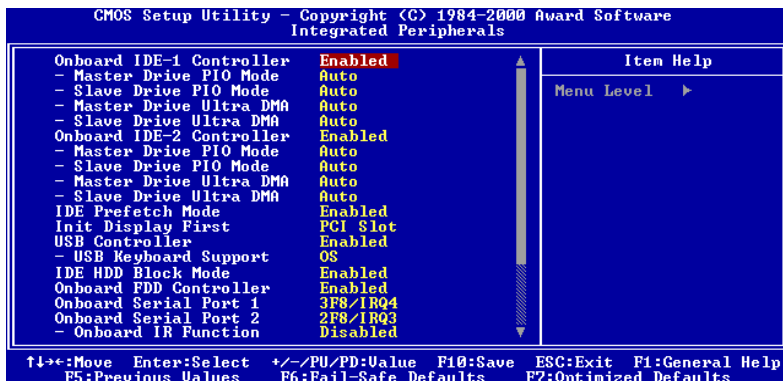 CMOS Setup Utility - Copyright (C) 1984-2000 Award Software
Integrated Peripherals
Onboard IDE-1 Controller Enabled
- Master Drive PIO Mode Auto
- Slave Drive PIO Mode Auto
- Master Drive Ultra DMA Auto
- Slave Drive Ultra DMA Auto
Onboard IDE-2 Controller Enabled
- Master Drive PIO Mode Auto
- Slave Drive PIO Mode Auto
- Master Drive Ultra DMA Auto
- Slave Drive Ultra DMA Auto
IDE Prefetch Mode Enabled
Init Display First PCI Slot
USB Controller Enabled
- USB Keyboard Support OS
IDE HDD Block Mode Enabled
Onboard FDD Controller Enabled
Onboard Serial Port 1 3F8/IRQ4
Onboard Serial Port 2 2F8/IRQ3
- Onboard IR Function Disabled
Item Help
Menu Level ▶
↑↓→←:Move Enter:Select +/-/PU/PD:Value F10:Save ESC:Exit F1:General Help
F5:Previous Values F6:Fail-Safe Defaults F7:Optimized Defaults